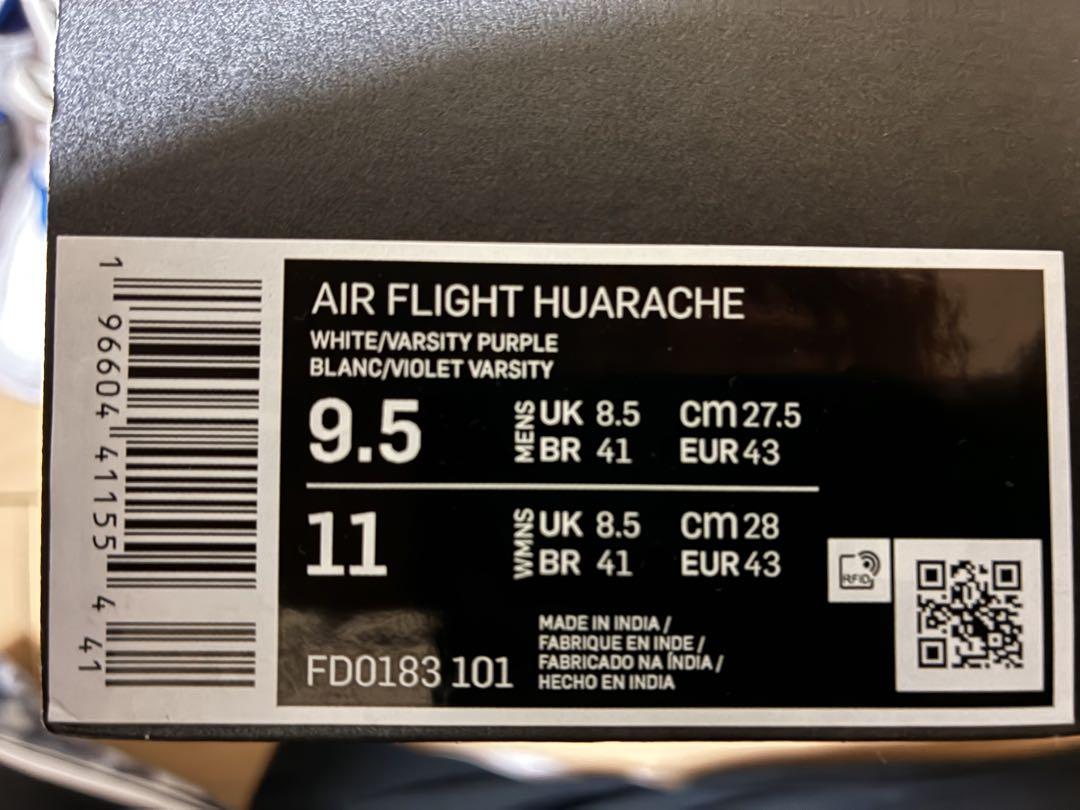 AIR FLIGHT HUARACHE
WHITE/VARSITY PURPLE
BLANC/VIOLET VARSITY
9.5 MENS UK 8.5 cm 27.5
BR 41 EUR 43
11 WMNS UK 8.5 cm 28
BR 41 EUR 43
MADE IN INDIA /
FABRIQUE EN INDE /
FABRICADO NA ÍNDIA /
HECHO EN INDIA
FD0183 101
RFID
1 96604 41155 4 41